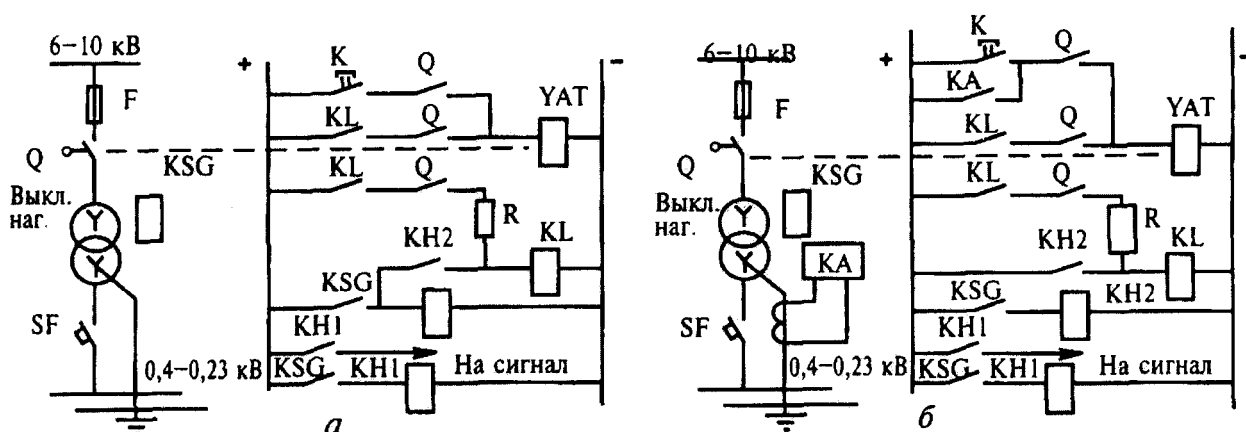 6–10 кВ
F
Q
Выкл.
наг.
Y
Y
SF
0,4–0,23 кВ
+
–
K
Q
KL
Q
YAT
KSG
KL
Q
R
KH2
KL
KSG
KH1
KSG
KH1
На сигнал
а
6–10 кВ
F
Q
Выкл.
наг.
Y
Y
SF
0,4–0,23 кВ
KA
+
–
K
Q
KA
KL
Q
YAT
KSG
KL
Q
R
KH2
KL
KSG
KH2
KH1
KSG
KH1
На сигнал
б